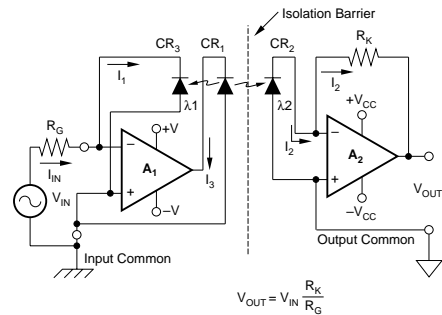 Isolation Barrier
CR3 CR1 CR2 RK
I1 I2
λ1 λ2
+VCC
RG +V
− −
A1 I2 A2
IIN I3
VIN + + VOUT
−V −VCC
Output Common
Input Common
VOUT = VIN RK
RG